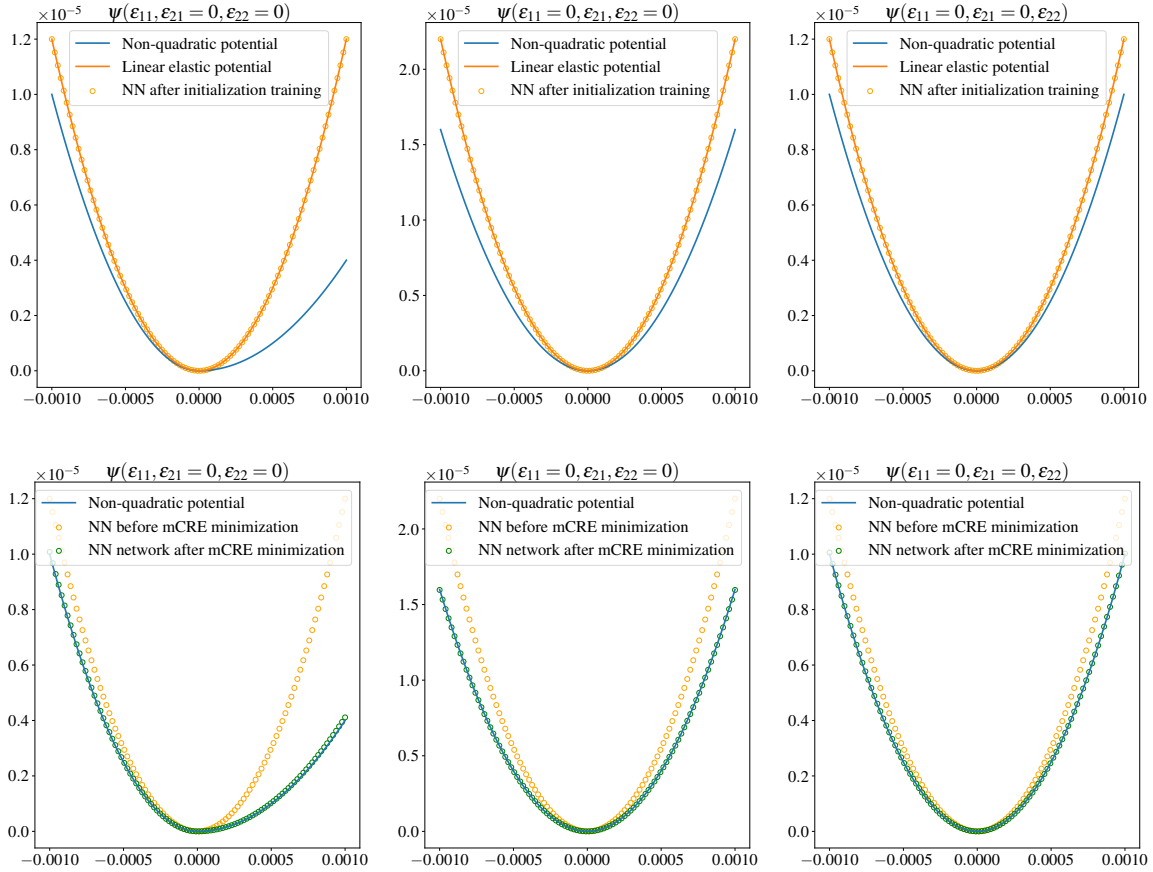 ×10⁻⁵ ψ(ε₁₁, ε₂₁ = 0, ε₂₂ = 0)
Non-quadratic potential
Linear elastic potential
NN after initialization training
1.2
1.0
0.8
0.6
0.4
0.2
0.0
−0.0010 −0.0005 0.0000 0.0005 0.0010
×10⁻⁵ ψ(ε₁₁ = 0, ε₂₁, ε₂₂ = 0)
Non-quadratic potential
Linear elastic potential
NN after initialization training
2.0
1.5
1.0
0.5
0.0
−0.0010 −0.0005 0.0000 0.0005 0.0010
×10⁻⁵ ψ(ε₁₁ = 0, ε₂₁ = 0, ε₂₂)
Non-quadratic potential
Linear elastic potential
NN after initialization training
1.2
1.0
0.8
0.6
0.4
0.2
0.0
−0.0010 −0.0005 0.0000 0.0005 0.0010
×10⁻⁵ ψ(ε₁₁, ε₂₁ = 0, ε₂₂ = 0)
Non-quadratic potential
NN before mCRE minimization
NN network after mCRE minimization
1.2
1.0
0.8
0.6
0.4
0.2
0.0
−0.0010 −0.0005 0.0000 0.0005 0.0010
×10⁻⁵ ψ(ε₁₁ = 0, ε₂₁, ε₂₂ = 0)
Non-quadratic potential
NN before mCRE minimization
NN network after mCRE minimization
2.0
1.5
1.0
0.5
0.0
−0.0010 −0.0005 0.0000 0.0005 0.0010
×10⁻⁵ ψ(ε₁₁ = 0, ε₂₁ = 0, ε₂₂)
Non-quadratic potential
NN before mCRE minimization
NN network after mCRE minimization
1.2
1.0
0.8
0.6
0.4
0.2
0.0
−0.0010 −0.0005 0.0000 0.0005 0.0010